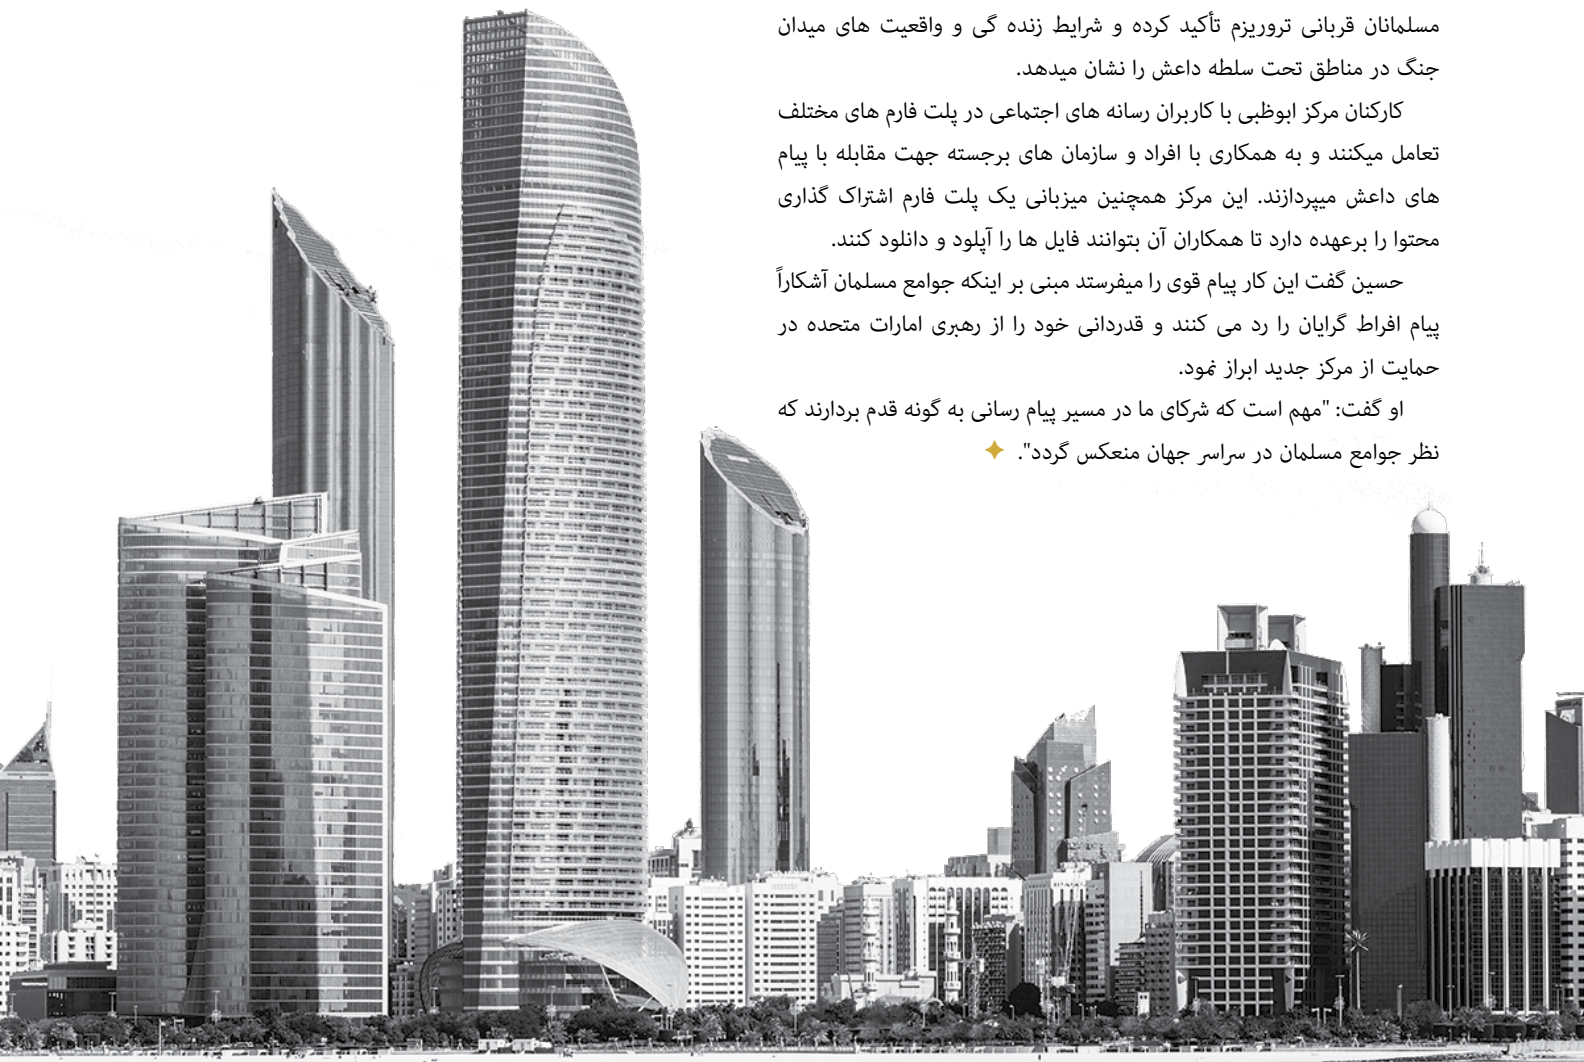 مسلمانان قربانی تروریزم تأکید کرده و شرایط زنده گی و واقعیت های میدان
جنگ در مناطق تحت سلطه داعش را نشان میدهد.
کارکنان مرکز ابوظبی با کاربران رسانه های اجتماعی در پلت فارم های مختلف
تعامل میکنند و به همکاری با افراد و سازمان های برجسته جهت مقابله با پیام
های داعش میپردازند. این مرکز همچنین میزبانی یک پلت فارم اشتراک گذاری
محتوا را برعهده دارد تا همکاران آن بتوانند فایل ها را آپلود و دانلود کنند.
حسین گفت این کار پیام قوی را میفرستد مبنی بر اینکه جوامع مسلمان آشکاراً
پیام افراط گرایان را رد می کنند و قدردانی خود را از رهبری امارات متحده در
حمایت از مرکز جدید ابراز نمود.
او گفت: "مهم است که شرکای ما در مسیر پیام رسانی به گونه قدم بردارند که
نظر جوامع مسلمان در سراسر جهان منعکس گردد".